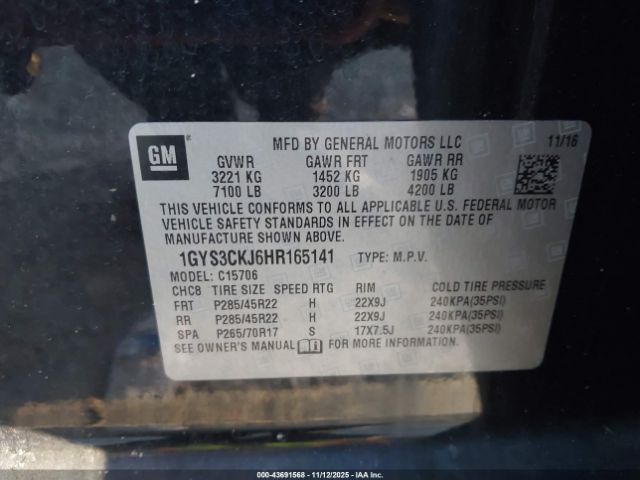 GM
MFD BY GENERAL MOTORS LLC 11/16
GVWR GAWR FRT GAWR RR
3221 KG 1452 KG 1905 KG
7100 LB 3200 LB 4200 LB
THIS VEHICLE CONFORMS TO ALL APPLICABLE U.S. FEDERAL MOTOR
VEHICLE SAFETY STANDARDS IN EFFECT ON THE DATE OF
MANUFACTURE SHOWN ABOVE.
1GYS3CKJ6HR165141 TYPE: M.P.V.
MODEL: C15706
CHCB TIRE SIZE SPEED RTG RIM COLD TIRE PRESSURE
FRT P285/45R22 H 22X9J 240KPA(35PSI)
RR P285/45R22 H 22X9J 240KPA(35PSI)
SPA P265/70R17 S 17X7.5J 240KPA(35PSI)
SEE OWNER'S MANUAL FOR MORE INFORMATION.
000-43691568 - 11/12/2025 - IAA Inc.